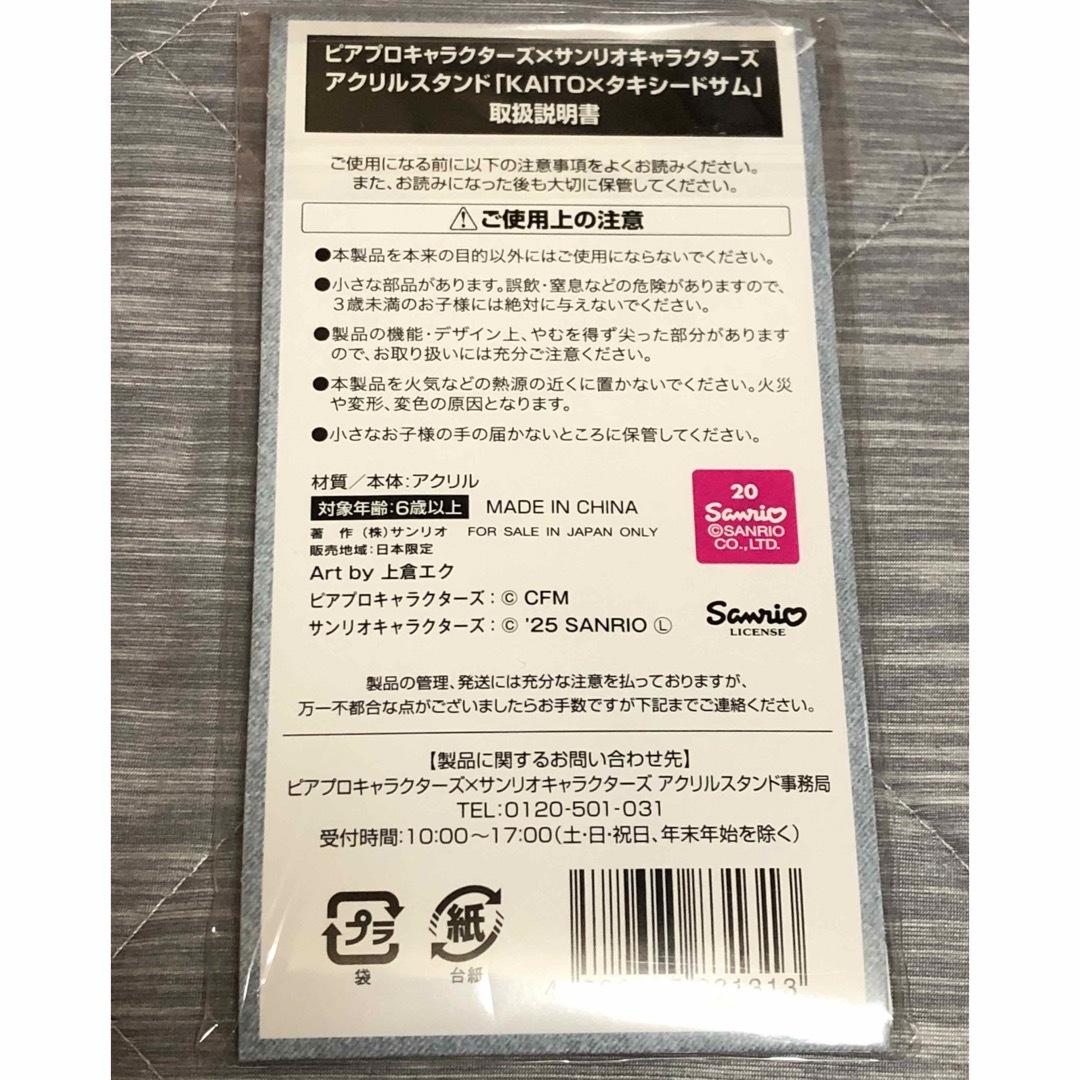 ピアプロキャラクターズ×サンリオキャラクターズ
アクリルスタンド「KAITO×タキシードサム」
取扱説明書
ご使用になる前に以下の注意事項をよくお読みください。
また、お読みになった後も大切に保管してください。
ご使用上の注意
●本製品を本来の目的以外にはご使用にならないでください。
●小さな部品があります。誤飲・窒息などの危険がありますので、
３歳未満のお子様には絶対に与えないでください。
●製品の機能・デザイン上、やむを得ず尖った部分があります
ので、お取り扱いには充分ご注意ください。
●本製品を火気などの熱源の近くに置かないでください。火災
や変形、変色の原因となります。
●小さなお子様の手の届かないところに保管してください。
材質／本体：アクリル
対象年齢：6歳以上 MADE IN CHINA
著 作 （株）サンリオ FOR SALE IN JAPAN ONLY
販売地域：日本限定
Art by 上倉エク
ピアプロキャラクターズ：© CFM
サンリオキャラクターズ：© '25 SANRIO Ⓛ
20
Sanrio
©SANRIO
CO.,LTD.
Sanrio
LICENSE
製品の管理、発送には充分な注意を払っておりますが、
万一不都合な点がございましたらお手数ですが下記までご連絡ください。
【製品に関するお問い合わせ先】
ピアプロキャラクターズ×サンリオキャラクターズ アクリルスタンド事務局
TEL：0120-501-031
受付時間：10：00～17：00（土・日・祝日、年末年始を除く）
プラ
袋
紙
台紙